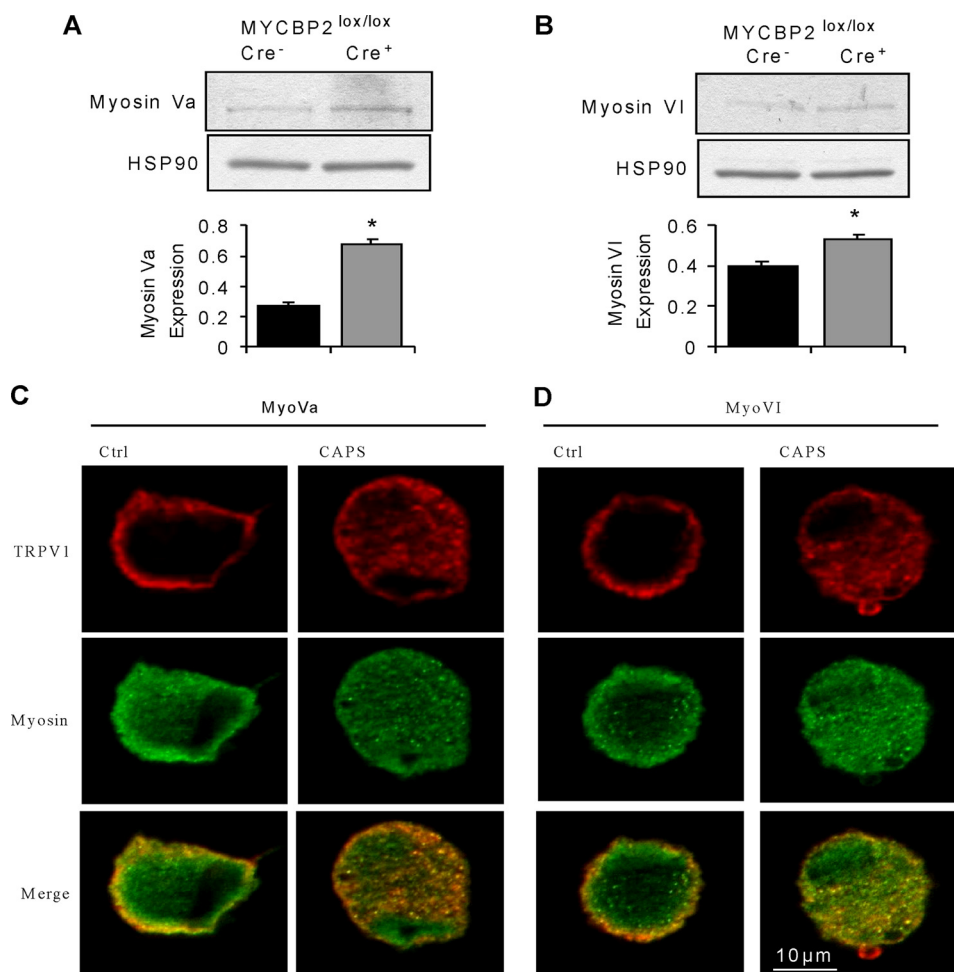 A
MYCBP2 lox/lox
Cre- Cre+
Myosin Va
HSP90
0.8
0.6
0.4
0.2
0
*
Myosin Va
Expression
B
MYCBP2 lox/lox
Cre- Cre+
Myosin VI
HSP90
0.6
0.4
0.2
0
*
Myosin VI
Expression
C
MyoVa
Ctrl CAPS
TRPV1
Myosin
Merge
D
MyoVI
Ctrl CAPS
10μm